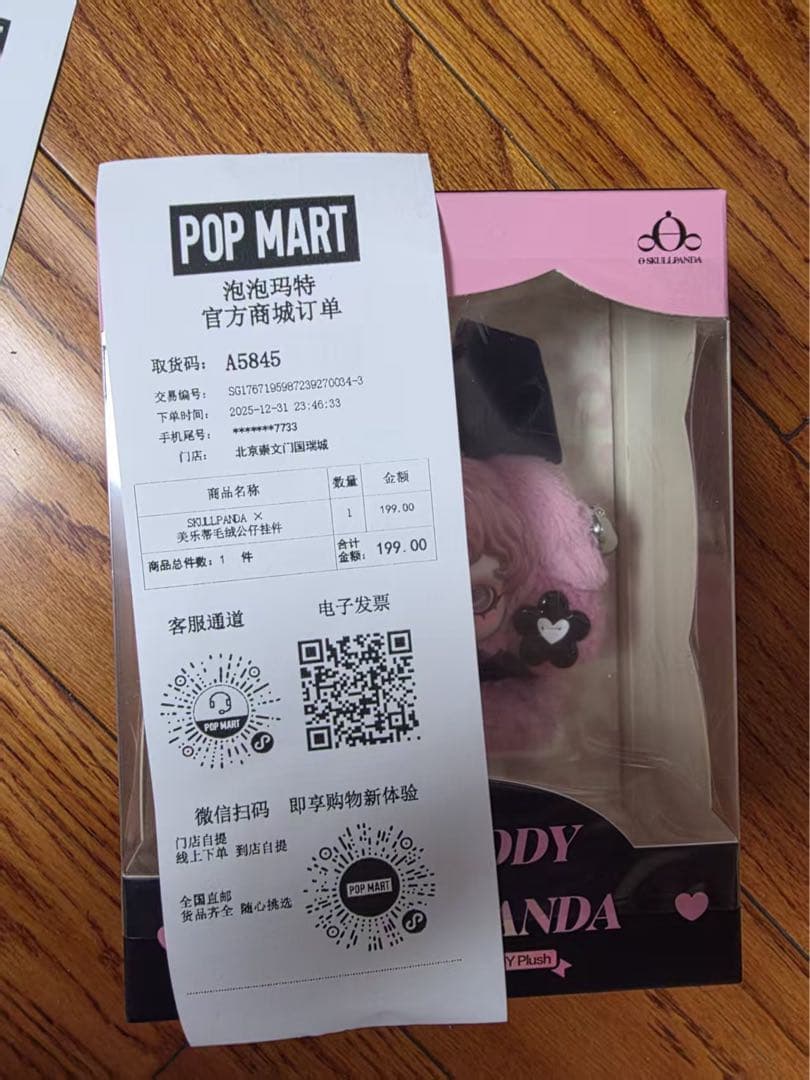 POP MART
泡泡玛特
官方商城订单
取货码: A5845
交易编号: SG1767195987239270034-3
下单时间: 2025-12-31 23:46:33
手机尾号: *******7733
门店: 北京崇文门国瑞城
商品名称 数量 金额
SKULLPANDA × 美乐蒂毛绒公仔挂件 1 199.00
商品总件数: 1 件 合计金额: 199.00
客服通道 电子发票
POP MART
微信扫码 即享购物新体验
门店自提
线上下单 到店自提
全国直邮
货品齐全 随心挑选
POP MART
SKULLPANDA
ODY
ANDA
Y Plush